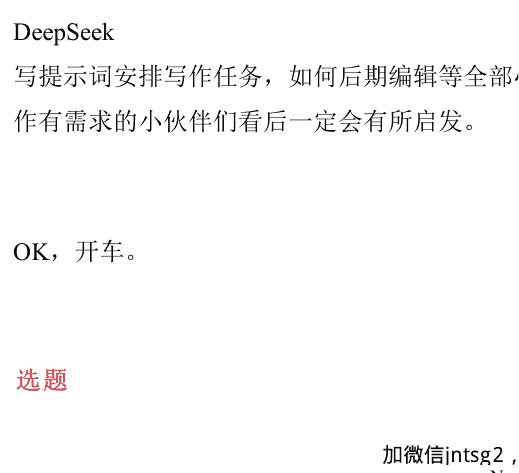 DeepSeek
写提示词安排写作任务，如何后期编辑等全部
作有需求的小伙伴们看后一定会有所启发。
OK，开车。
选题
加微信jntsg2，